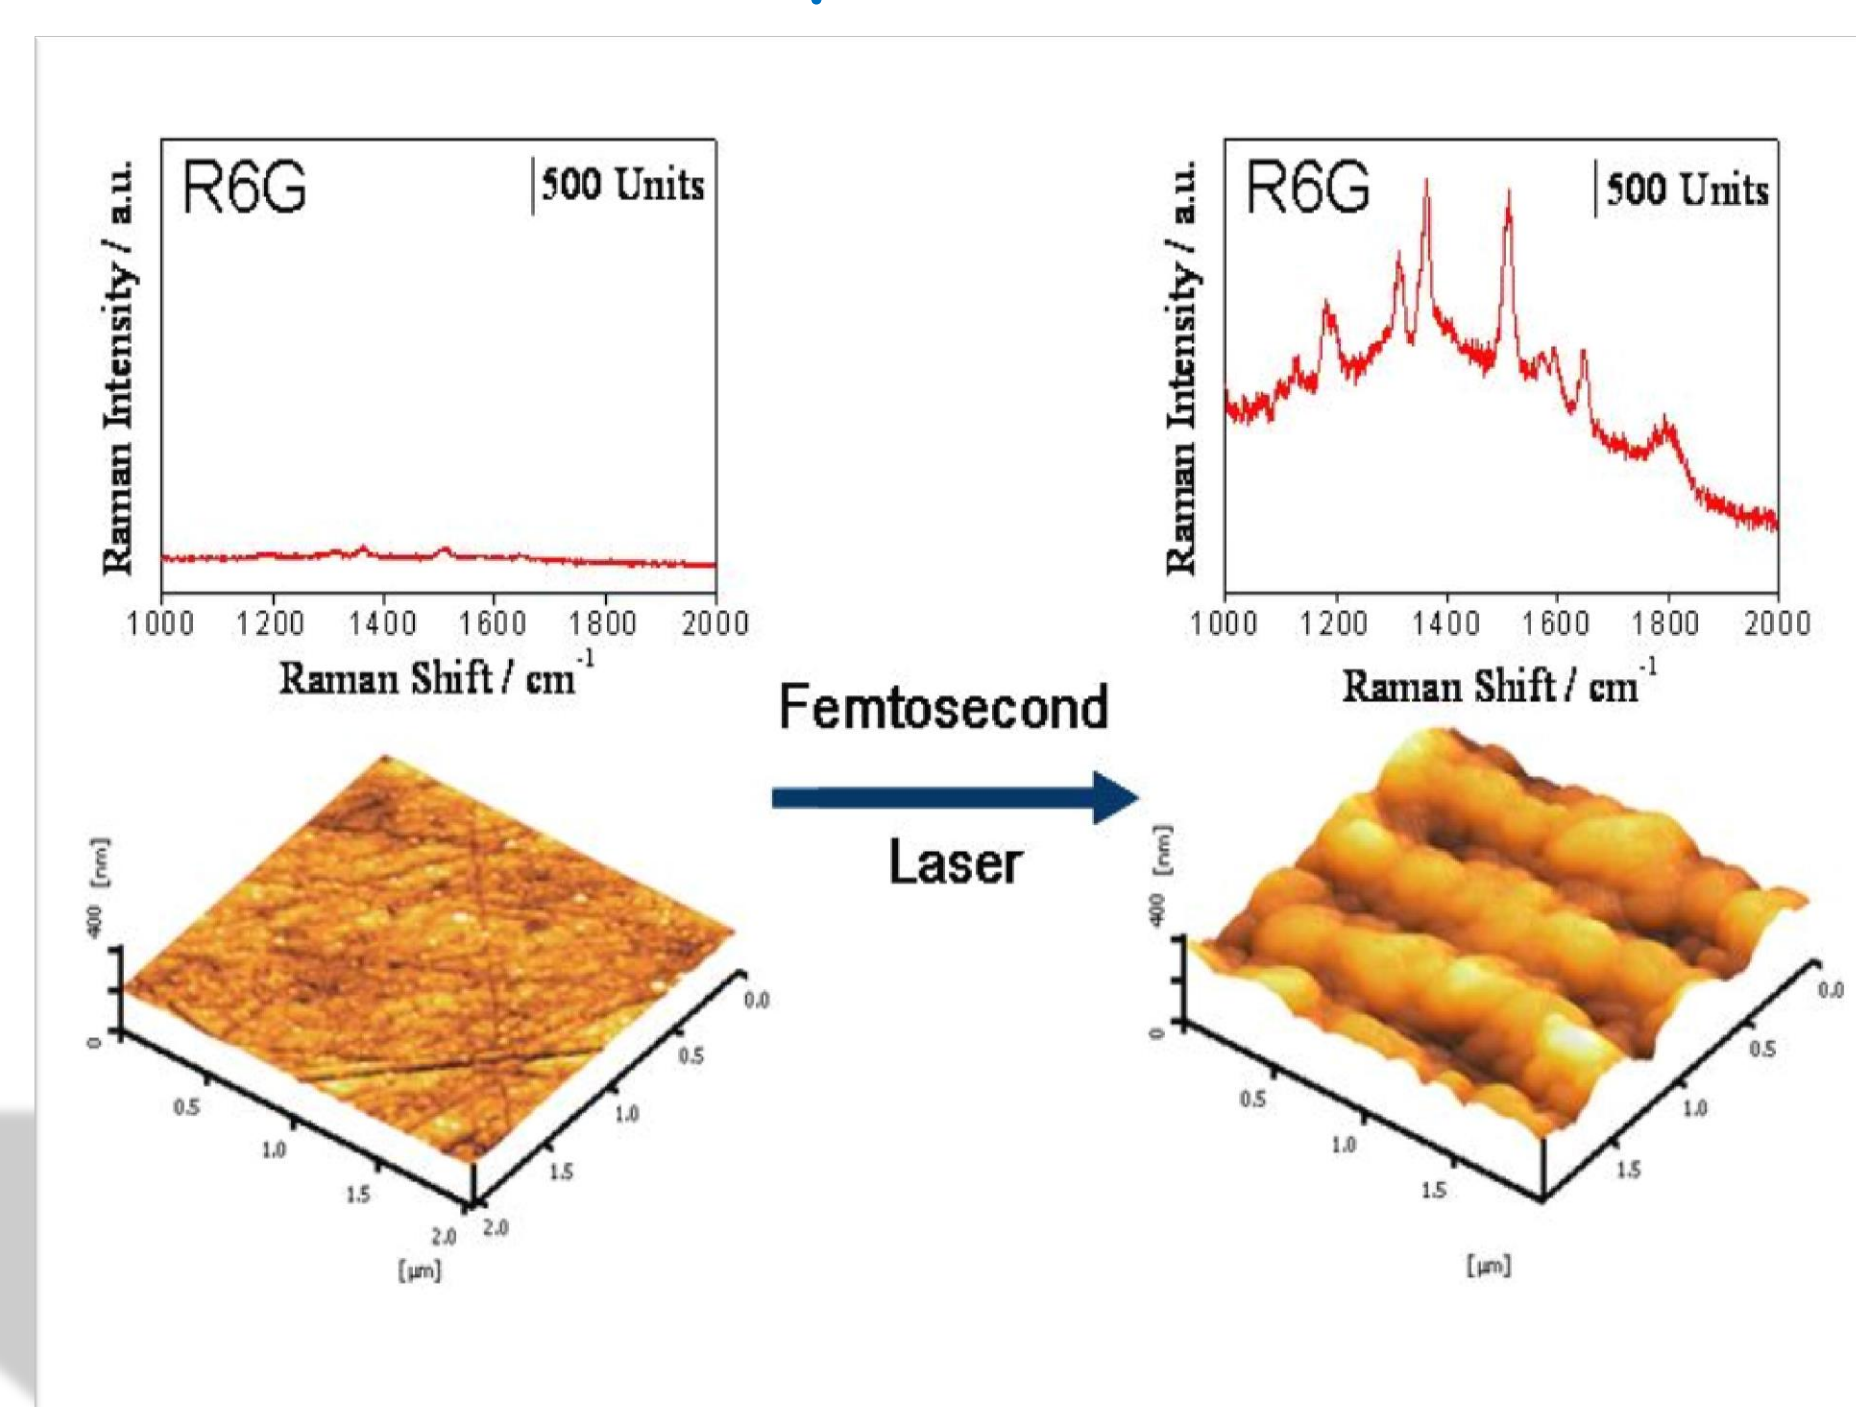 R6G
500 Units
Raman Intensity / a.u.
1000 1200 1400 1600 1800 2000
Raman Shift / cm-1
R6G
500 Units
Raman Intensity / a.u.
1000 1200 1400 1600 1800 2000
Raman Shift / cm-1
Femtosecond
Laser
[nm]
400
0
0.5
1.0
1.5
2.0
2.0
1.5
1.0
0.5
0.0
[µm]
[nm]
400
0
0.5
1.0
1.5
1.5
1.0
0.5
0.0
[µm]